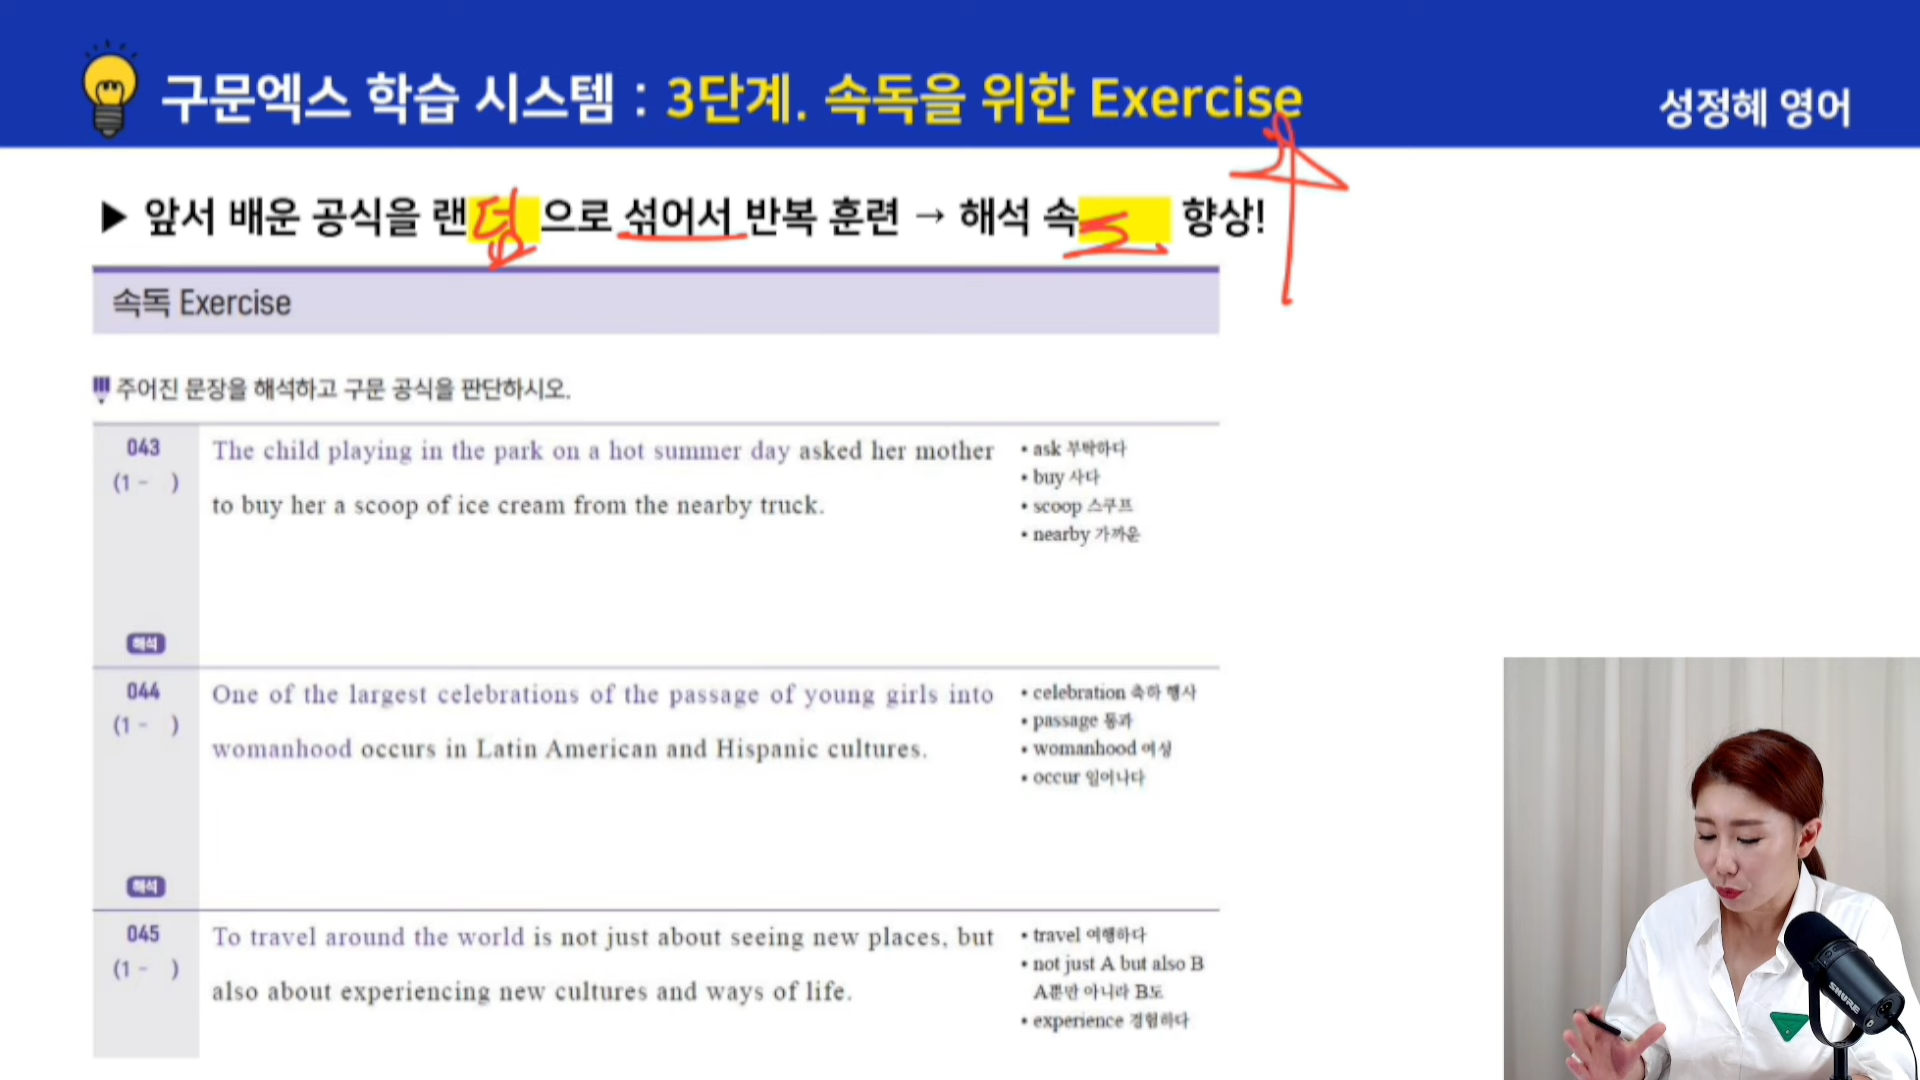 구문엑스 학습 시스템 : 3단계. 속독을 위한 Exercise
성정혜 영어
▶ 앞서 배운 공식을 랜덤으로 섞어서 반복 훈련 → 해석 속도 향상!
속독 Exercise
주어진 문장을 해석하고 구문 공식을 판단하시오.
043
(1 - )
The child playing in the park on a hot summer day asked her mother
to buy her a scoop of ice cream from the nearby truck.
• ask 부탁하다
• buy 사다
• scoop 스쿠프
• nearby 가까운
해석
044
(1 - )
One of the largest celebrations of the passage of young girls into
womanhood occurs in Latin American and Hispanic cultures.
• celebration 축하 행사
• passage 통과
• womanhood 여성
• occur 일어나다
해석
045
(1 - )
To travel around the world is not just about seeing new places, but
also about experiencing new cultures and ways of life.
• travel 여행하다
• not just A but also B
A뿐만 아니라 B도
• experience 경험하다
SHURE